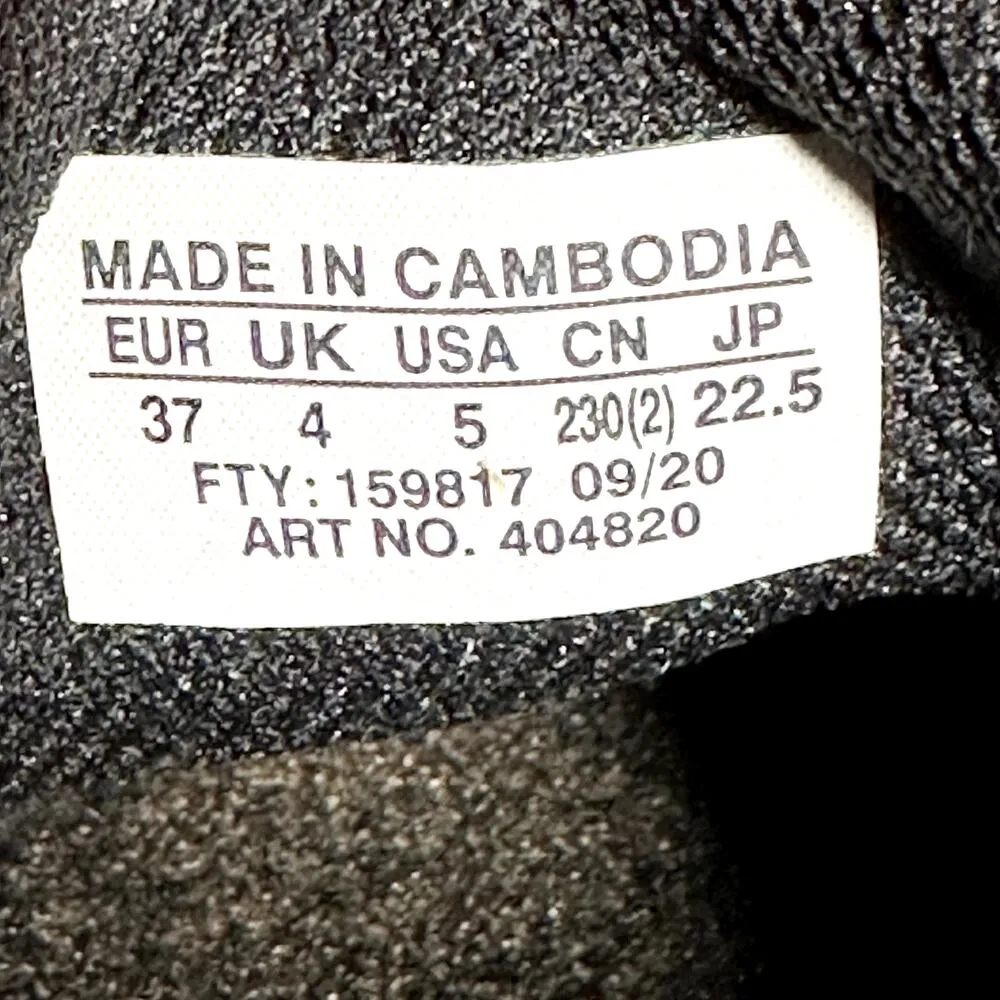 MADE IN CAMBODIA
EUR UK USA CN JP
37 4 5 230(2) 22.5
FTY: 159817 09/20
ART NO. 404820